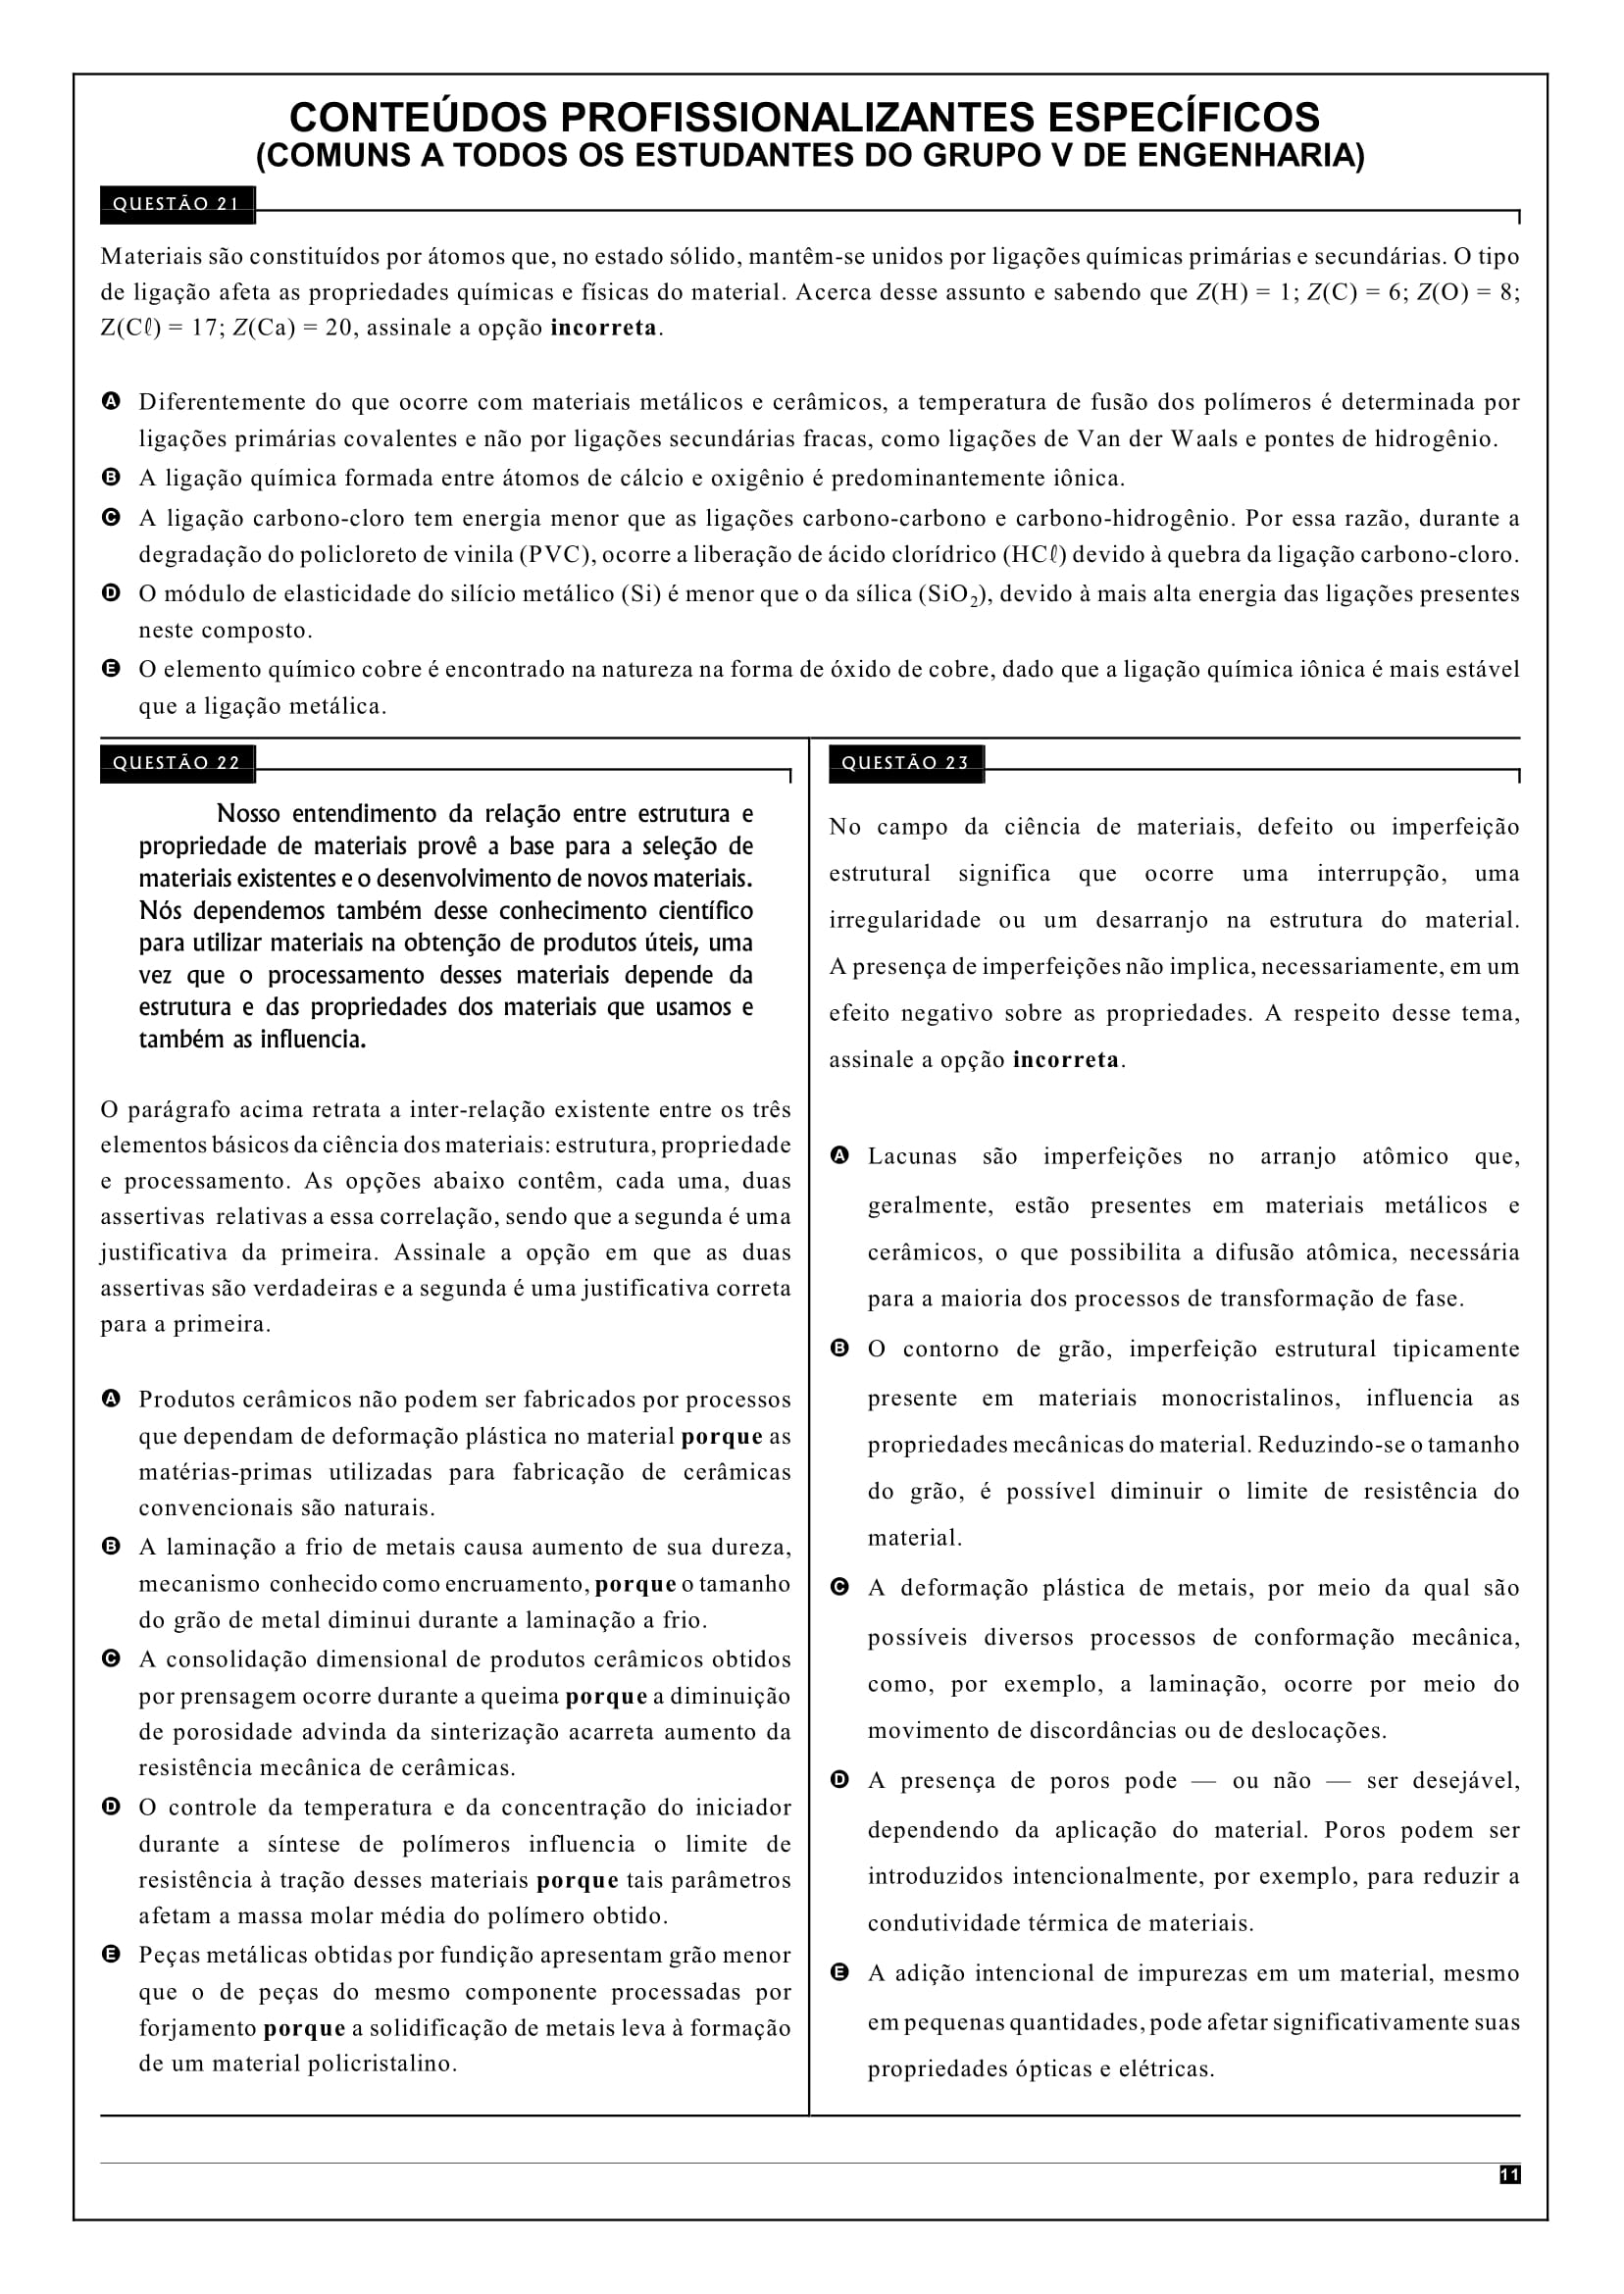 CONTEÚDOS PROFISSIONALIZANTES ESPECÍFICOS
(COMUNS A TODOS OS ESTUDANTES DO GRUPO V DE ENGENHARIA)
QUESTÃO 21
Materiais são constituídos por átomos que, no estado sólido, mantêm-se unidos por ligações químicas primárias e secundárias. O tipo
de ligação afeta as propriedades químicas e físicas do material. Acerca desse assunto e sabendo que Z(H) = 1; Z(C) = 6; Z(O) = 8;
Z(Cℓ) = 17; Z(Ca) = 20, assinale a opção incorreta.
A Diferentemente do que ocorre com materiais metálicos e cerâmicos, a temperatura de fusão dos polímeros é determinada por
ligações primárias covalentes e não por ligações secundárias fracas, como ligações de Van der Waals e pontes de hidrogênio.
B A ligação química formada entre átomos de cálcio e oxigênio é predominantemente iônica.
C A ligação carbono-cloro tem energia menor que as ligações carbono-carbono e carbono-hidrogênio. Por essa razão, durante a
degradação do policloreto de vinila (PVC), ocorre a liberação de ácido clorídrico (HCℓ) devido à quebra da ligação carbono-cloro.
D O módulo de elasticidade do silício metálico (Si) é menor que o da sílica (SiO₂), devido à mais alta energia das ligações presentes
neste composto.
E O elemento químico cobre é encontrado na natureza na forma de óxido de cobre, dado que a ligação química iônica é mais estável
que a ligação metálica.
QUESTÃO 22
Nosso entendimento da relação entre estrutura e
propriedade de materiais provê a base para a seleção de
materiais existentes e o desenvolvimento de novos materiais.
Nós dependemos também desse conhecimento científico
para utilizar materiais na obtenção de produtos úteis, uma
vez que o processamento desses materiais depende da
estrutura e das propriedades dos materiais que usamos e
também as influencia.
O parágrafo acima retrata a inter-relação existente entre os três
elementos básicos da ciência dos materiais: estrutura, propriedade
e processamento. As opções abaixo contêm, cada uma, duas
assertivas relativas a essa correlação, sendo que a segunda é uma
justificativa da primeira. Assinale a opção em que as duas
assertivas são verdadeiras e a segunda é uma justificativa correta
para a primeira.
A Produtos cerâmicos não podem ser fabricados por processos
que dependam de deformação plástica no material porque as
matérias-primas utilizadas para fabricação de cerâmicas
convencionais são naturais.
B A laminação a frio de metais causa aumento de sua dureza,
mecanismo conhecido como encruamento, porque o tamanho
do grão de metal diminui durante a laminação a frio.
C A consolidação dimensional de produtos cerâmicos obtidos
por prensagem ocorre durante a queima porque a diminuição
de porosidade advinda da sinterização acarreta aumento da
resistência mecânica de cerâmicas.
D O controle da temperatura e da concentração do iniciador
durante a síntese de polímeros influencia o limite de
resistência à tração desses materiais porque tais parâmetros
afetam a massa molar média do polímero obtido.
E Peças metálicas obtidas por fundição apresentam grão menor
que o de peças do mesmo componente processadas por
forjamento porque a solidificação de metais leva à formação
de um material policristalino.
QUESTÃO 23
No campo da ciência de materiais, defeito ou imperfeição
estrutural significa que ocorre uma interrupção, uma
irregularidade ou um desarranjo na estrutura do material.
A presença de imperfeições não implica, necessariamente, em um
efeito negativo sobre as propriedades. A respeito desse tema,
assinale a opção incorreta.
A Lacunas são imperfeições no arranjo atômico que,
geralmente, estão presentes em materiais metálicos e
cerâmicos, o que possibilita a difusão atômica, necessária
para a maioria dos processos de transformação de fase.
B O contorno de grão, imperfeição estrutural tipicamente
presente em materiais monocristalinos, influencia as
propriedades mecânicas do material. Reduzindo-se o tamanho
do grão, é possível diminuir o limite de resistência do
material.
C A deformação plástica de metais, por meio da qual são
possíveis diversos processos de conformação mecânica,
como, por exemplo, a laminação, ocorre por meio do
movimento de discordâncias ou de deslocações.
D A presença de poros pode — ou não — ser desejável,
dependendo da aplicação do material. Poros podem ser
introduzidos intencionalmente, por exemplo, para reduzir a
condutividade térmica de materiais.
E A adição intencional de impurezas em um material, mesmo
em pequenas quantidades, pode afetar significativamente suas
propriedades ópticas e elétricas.
11